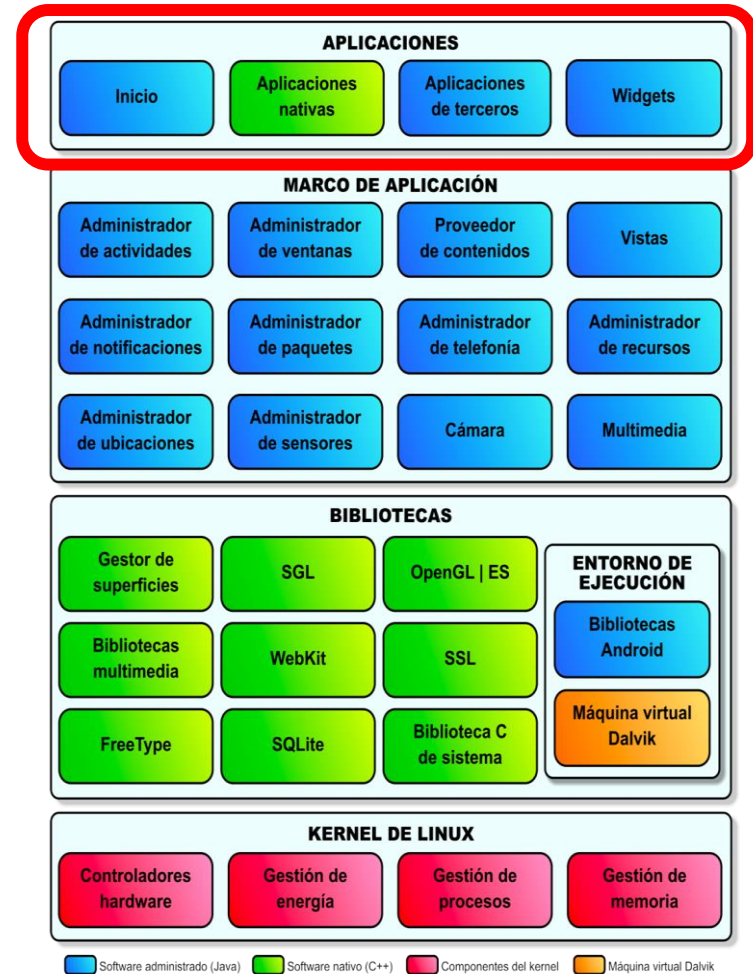 APLICACIONES
Inicio
Aplicaciones
nativas
Aplicaciones
de terceros
Widgets
MARCO DE APLICACIÓN
Administrador
de actividades
Administrador
de ventanas
Proveedor
de contenidos
Vistas
Administrador
de notificaciones
Administrador
de paquetes
Administrador
de telefonía
Administrador
de recursos
Administrador
de ubicaciones
Administrador
de sensores
Cámara
Multimedia
BIBLIOTECAS
Gestor de
superficies
SGL
OpenGL | ES
Bibliotecas
multimedia
WebKit
SSL
FreeType
SQLite
Biblioteca C
de sistema
ENTORNO DE
EJECUCIÓN
Bibliotecas
Android
Máquina virtual
Dalvik
KERNEL DE LINUX
Controladores
hardware
Gestión de
energía
Gestión de
procesos
Gestión de
memoria
Software administrado (Java) Software nativo (C++) Componentes del kernel Máquina virtual Dalvik